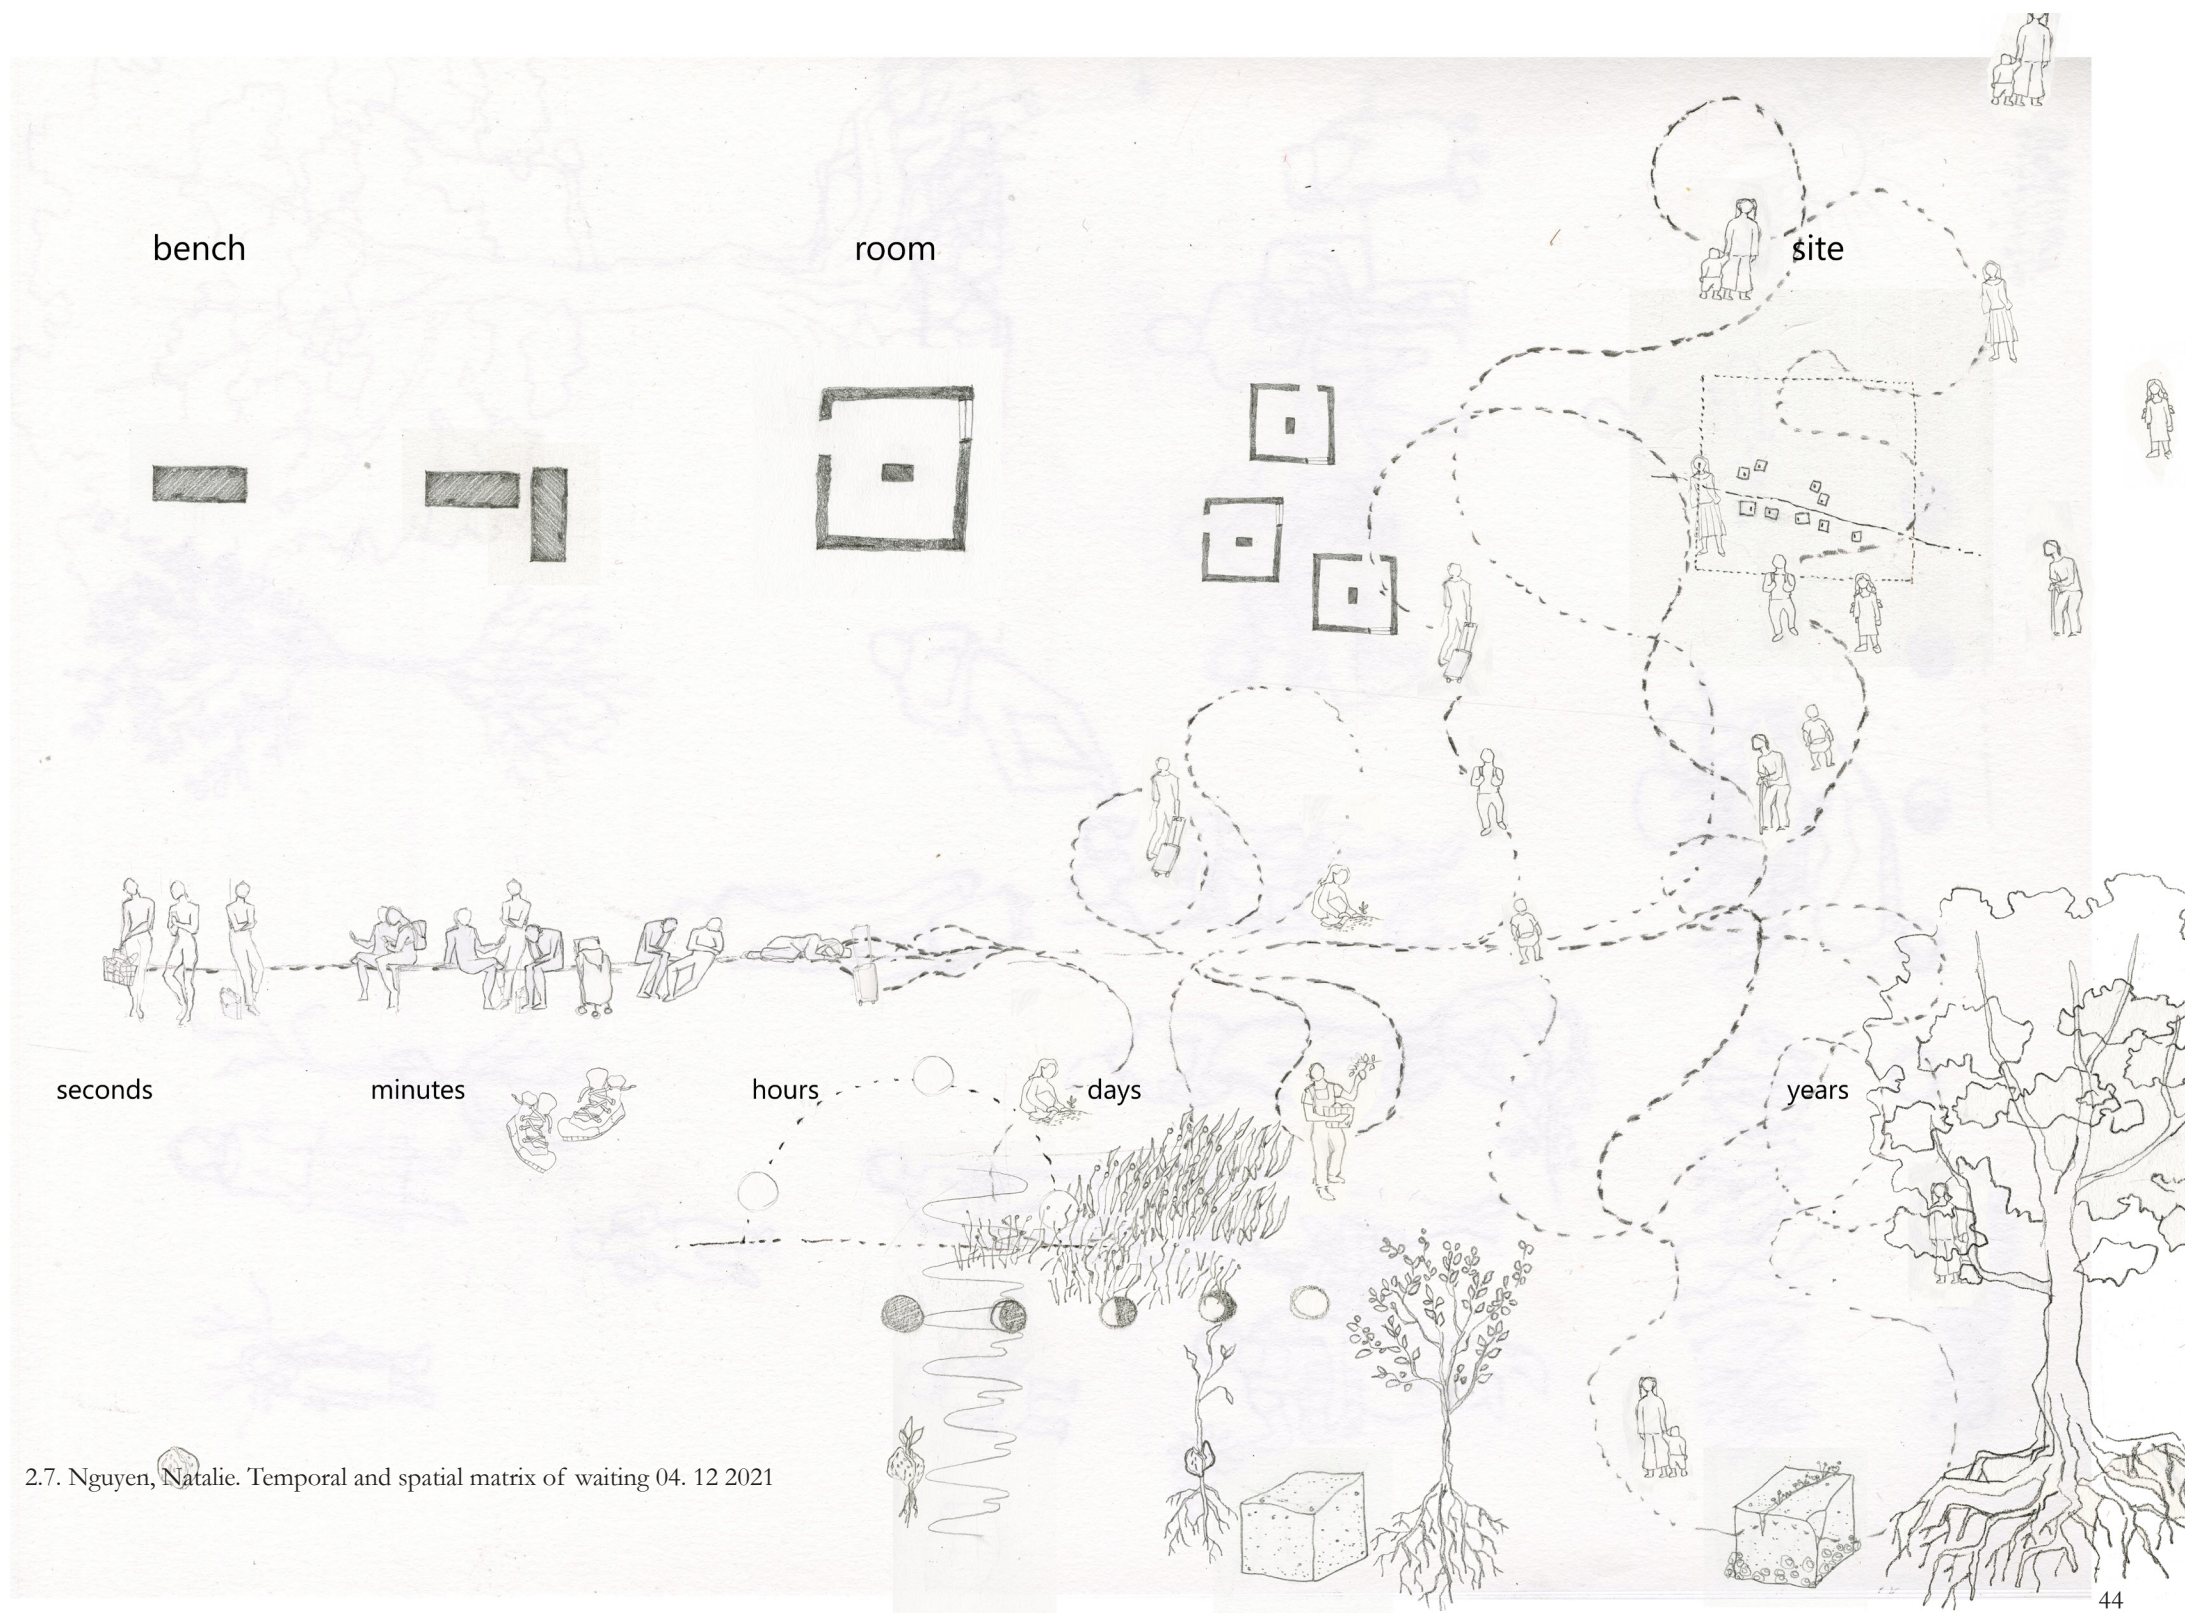 bench room site
seconds minutes hours days years
2.7. Nguyen, Natalie. Temporal and spatial matrix of waiting 04. 12 2021
44